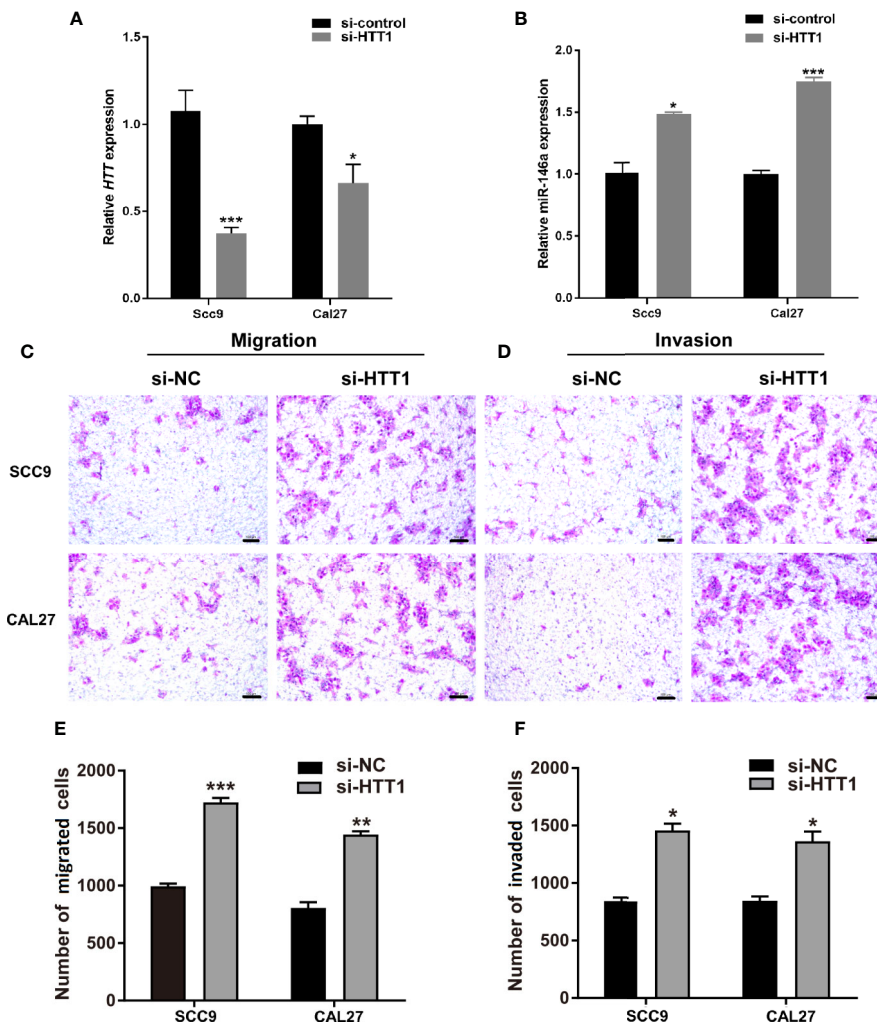 A
si-control
si-HTT1
Relative HTT expression
1.5
1.0
0.5
0.0
***
*
Scc9
Cal27
B
si-control
si-HTT1
Relative miR-146a expression
2.0
1.5
1.0
0.5
0.0
*
***
Scc9
Cal27
C
Migration
si-NC
si-HTT1
D
Invasion
si-NC
si-HTT1
SCC9
CAL27
E
si-NC
si-HTT1
Number of migrated cells
2000
1500
1000
500
0
***
**
SCC9
CAL27
F
si-NC
si-HTT1
Number of invaded cells
2000
1500
1000
500
0
*
*
SCC9
CAL27